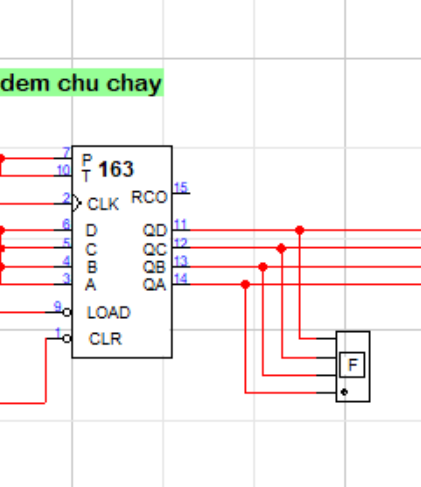 dem chu chay
7 P 163
10 T
15 RCO
2 CLK
6 D QD 11
5 C QC 12
4 B QB 13
3 A QA 14
9 LOAD
1 CLR
F